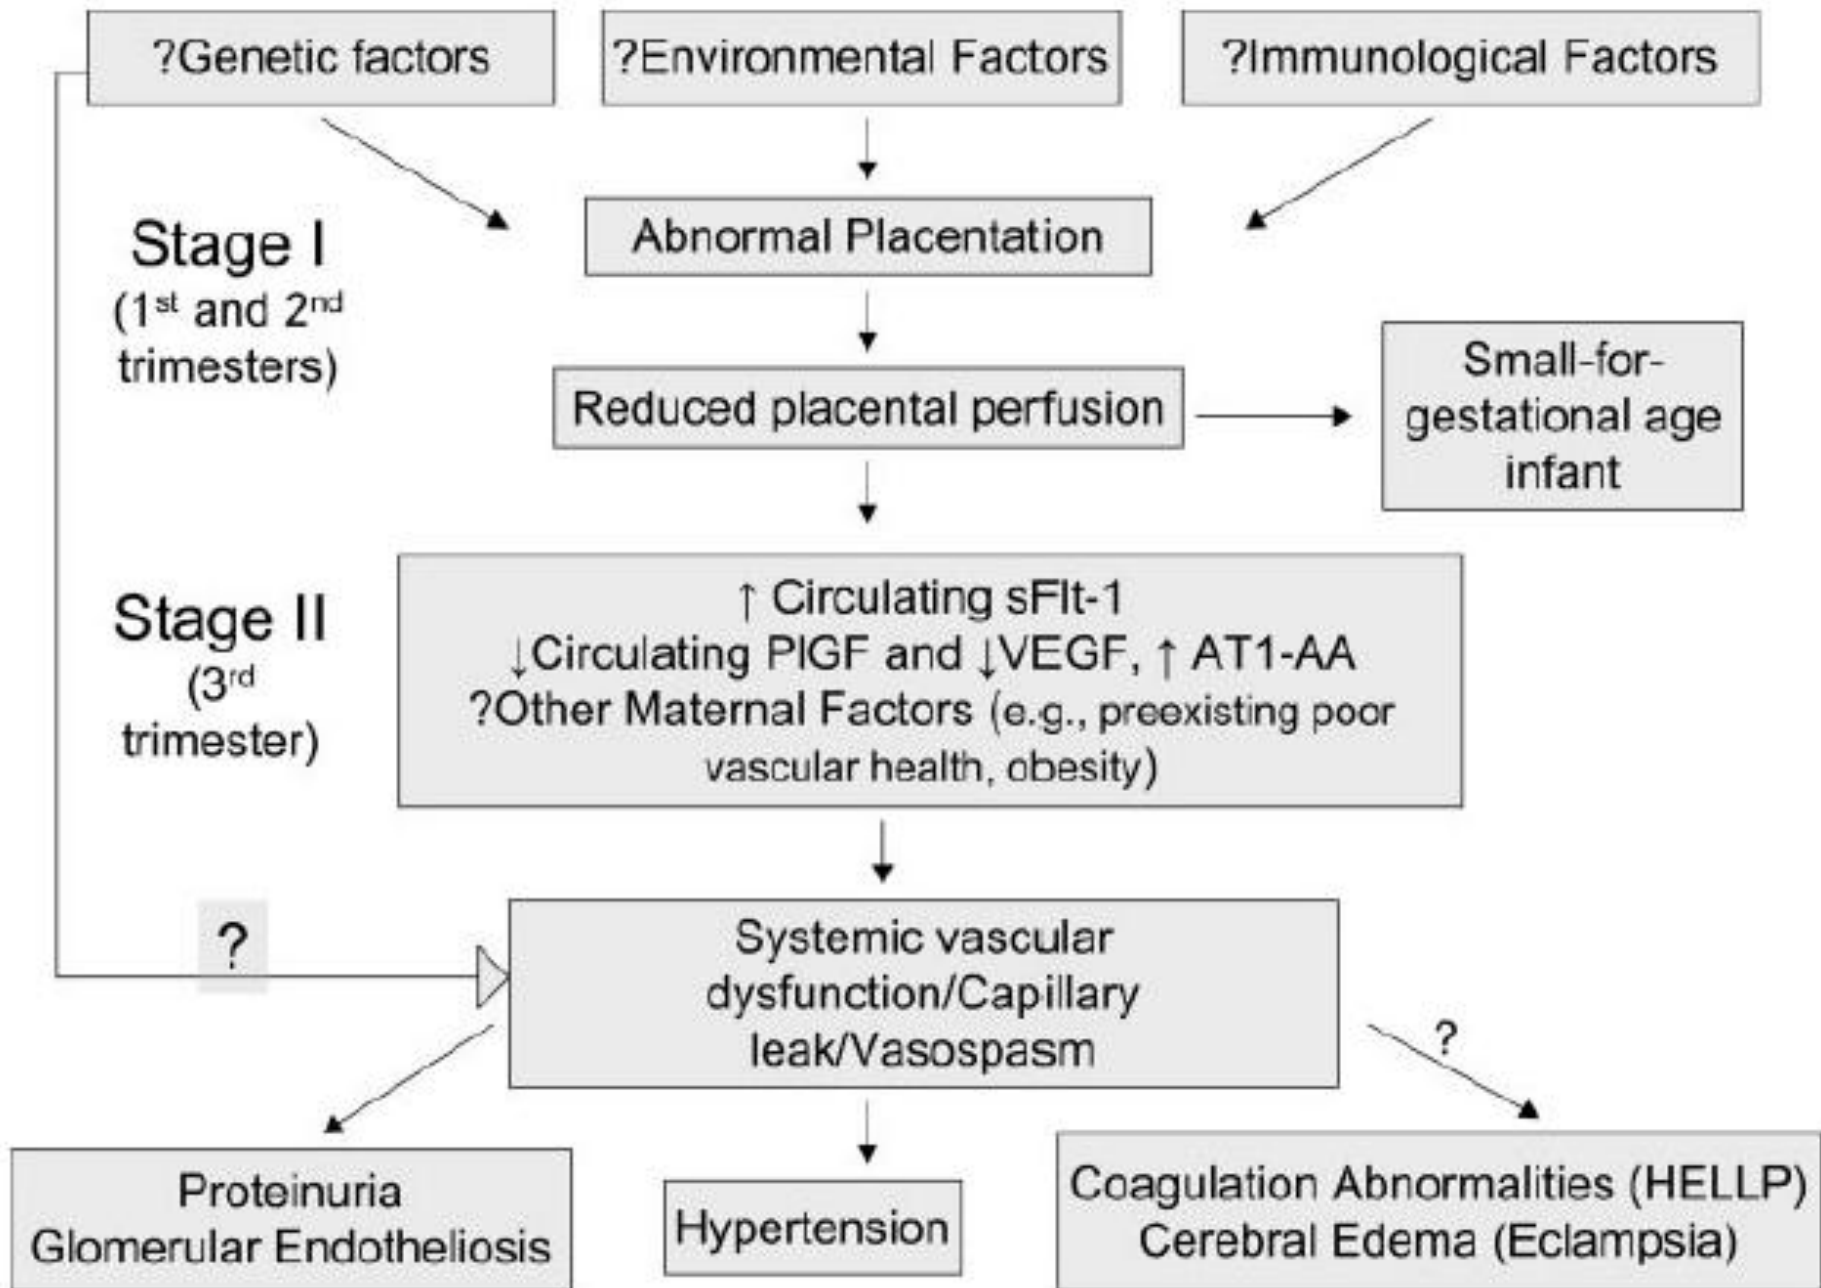 ?Genetic factors
?Environmental Factors
?Immunological Factors
Stage I
(1st and 2nd
trimesters)
Abnormal Placentation
Reduced placental perfusion
Small-for-
gestational age
infant
Stage II
(3rd
trimester)
↑ Circulating sFlt-1
↓Circulating PlGF and ↓VEGF, ↑ AT1-AA
?Other Maternal Factors (e.g., preexisting poor
vascular health, obesity)
?
Systemic vascular
dysfunction/Capillary
leak/Vasospasm
?
Proteinuria
Glomerular Endotheliosis
Hypertension
Coagulation Abnormalities (HELLP)
Cerebral Edema (Eclampsia)